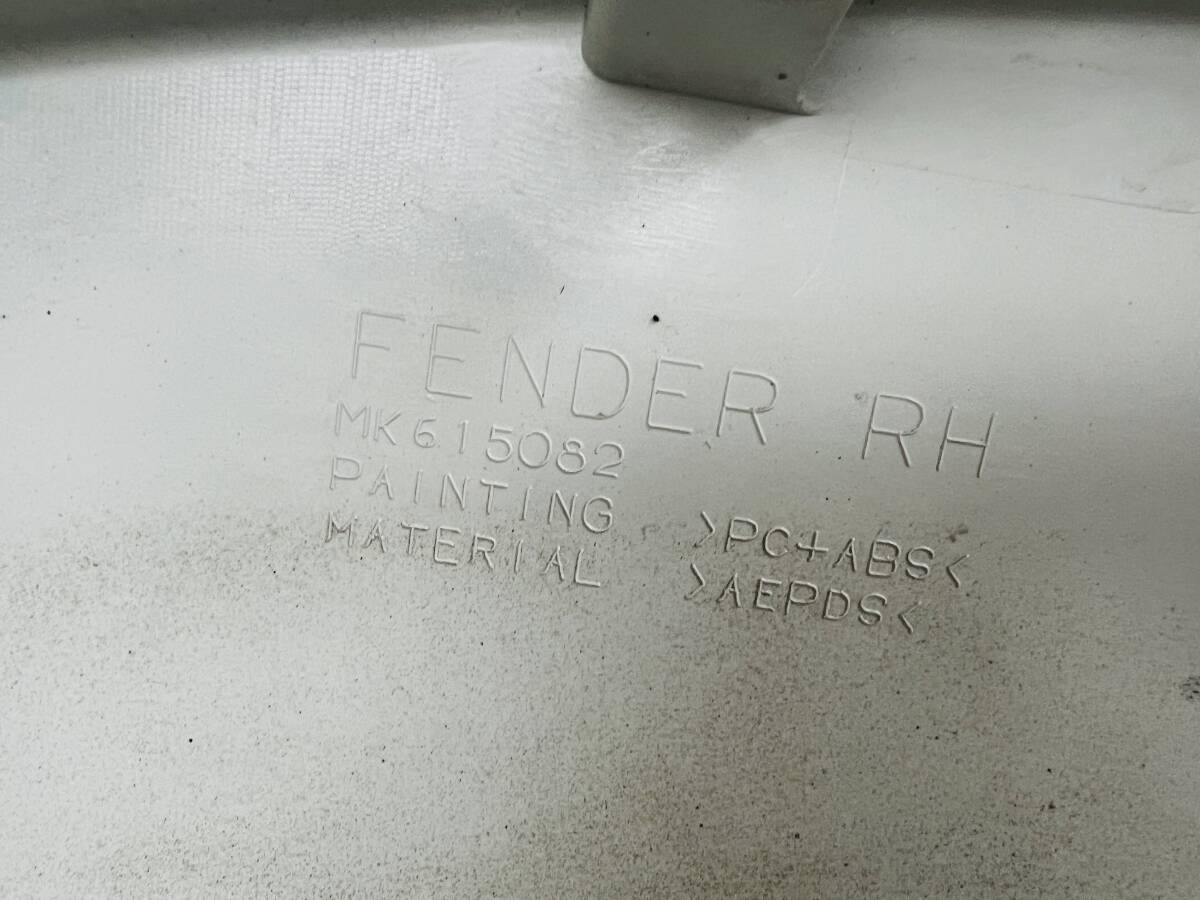 FENDER RH
MK615082
PAINTING >PC+ABS<
MATERIAL >AEPDS<